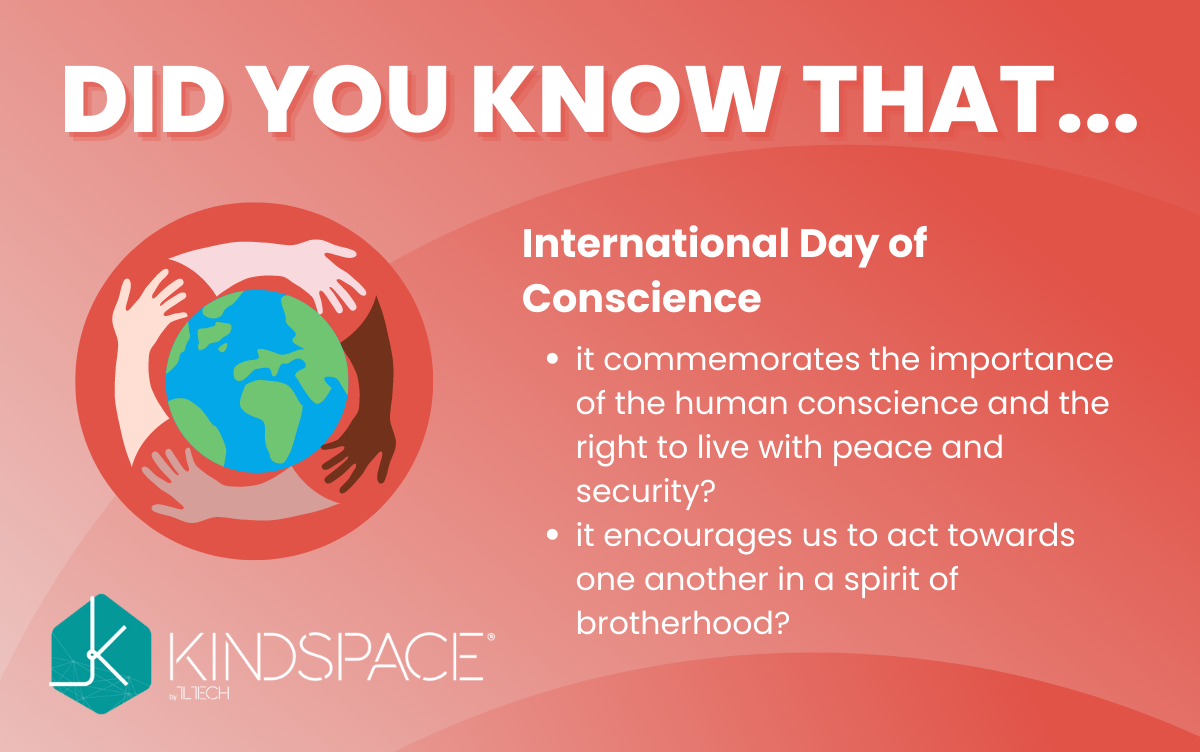 DID YOU KNOW THAT...
International Day of
Conscience
• it commemorates the importance
of the human conscience and the
right to live with peace and
security?
• it encourages us to act towards
one another in a spirit of
brotherhood?
KINDSPACE®
by 1LTECH